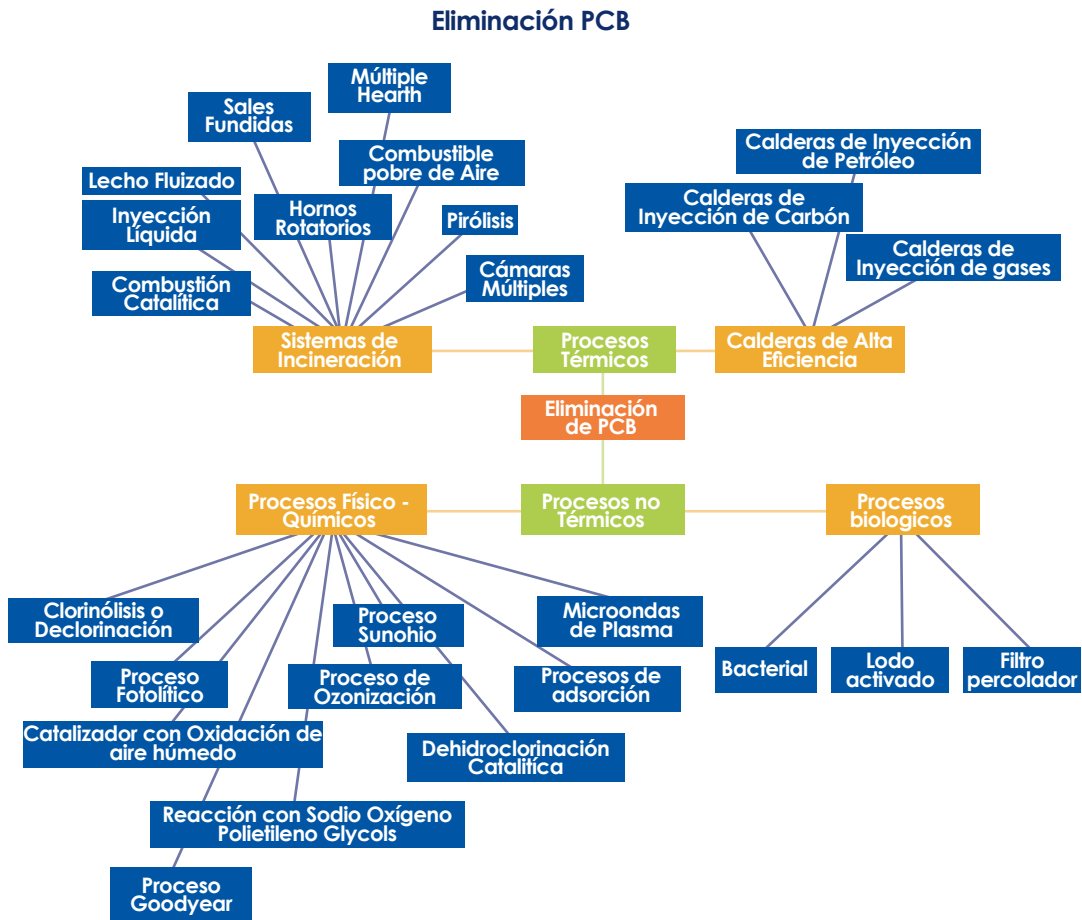 Eliminación PCB
Múltiple
Hearth
Sales
Fundidas
Combustible
pobre de Aire
Lecho Fluizado
Hornos
Rotatorios
Inyección
Líquida
Pirólisis
Combustión
Catalítica
Cámaras
Múltiples
Calderas de Inyección
de Petróléo
Calderas de
Inyección de Carbón
Calderas de
Inyección de gases
Sistemas de
Incineración
Procesos
Térmicos
Calderas de Alta
Eficiencia
Eliminación
de PCB
Procesos Físico -
Químicos
Procesos no
Térmicos
Procesos
biologicos
Clorinólisis o
Declorinación
Proceso
Sunohio
Microondas
de Plasma
Proceso
Fotolítico
Proceso de
Ozonización
Procesos de
adsorción
Bacterial
Lodo
activado
Filtro
percolador
Catalizador con Oxidación de
aire húmedo
Dehidroclorinación
Catalitíca
Reacción con Sodio Oxígeno
Polietileno Glycols
Proceso
Goodyear